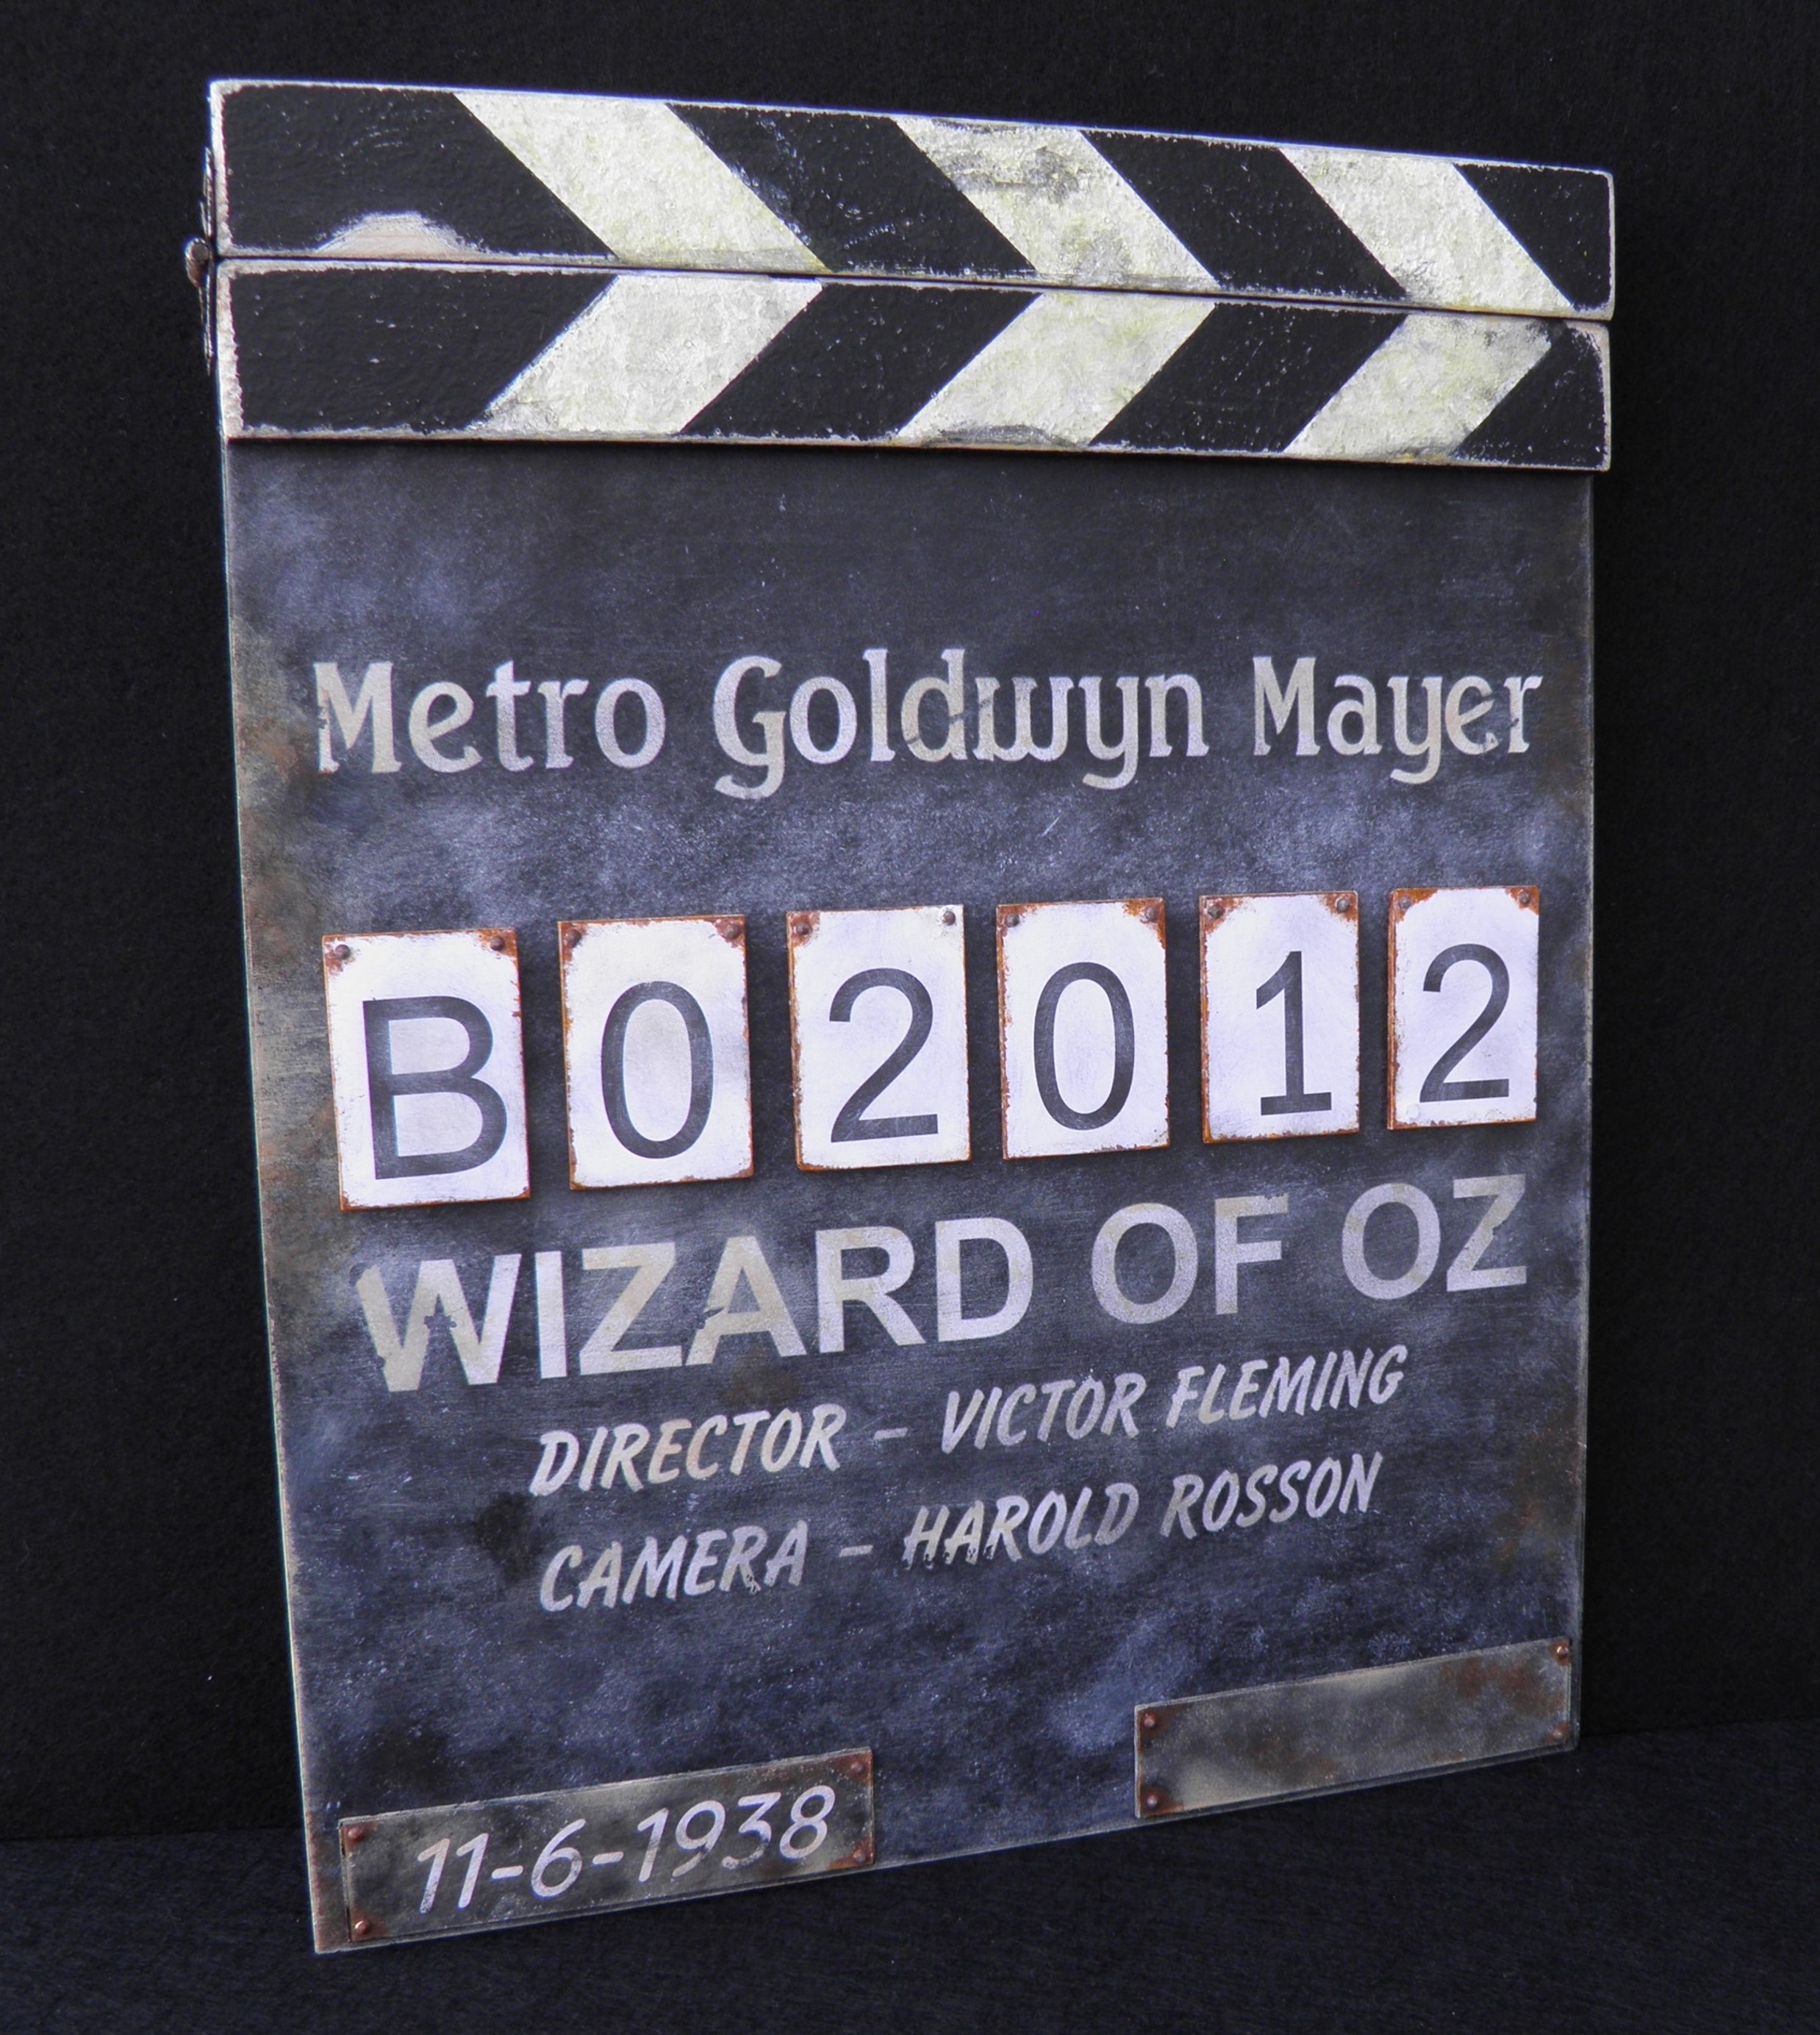 Metro Goldwyn Mayer
B02012
WIZARD OF OZ
DIRECTOR – VICTOR FLEMING
CAMERA – HAROLD ROSSON
11-6-1938